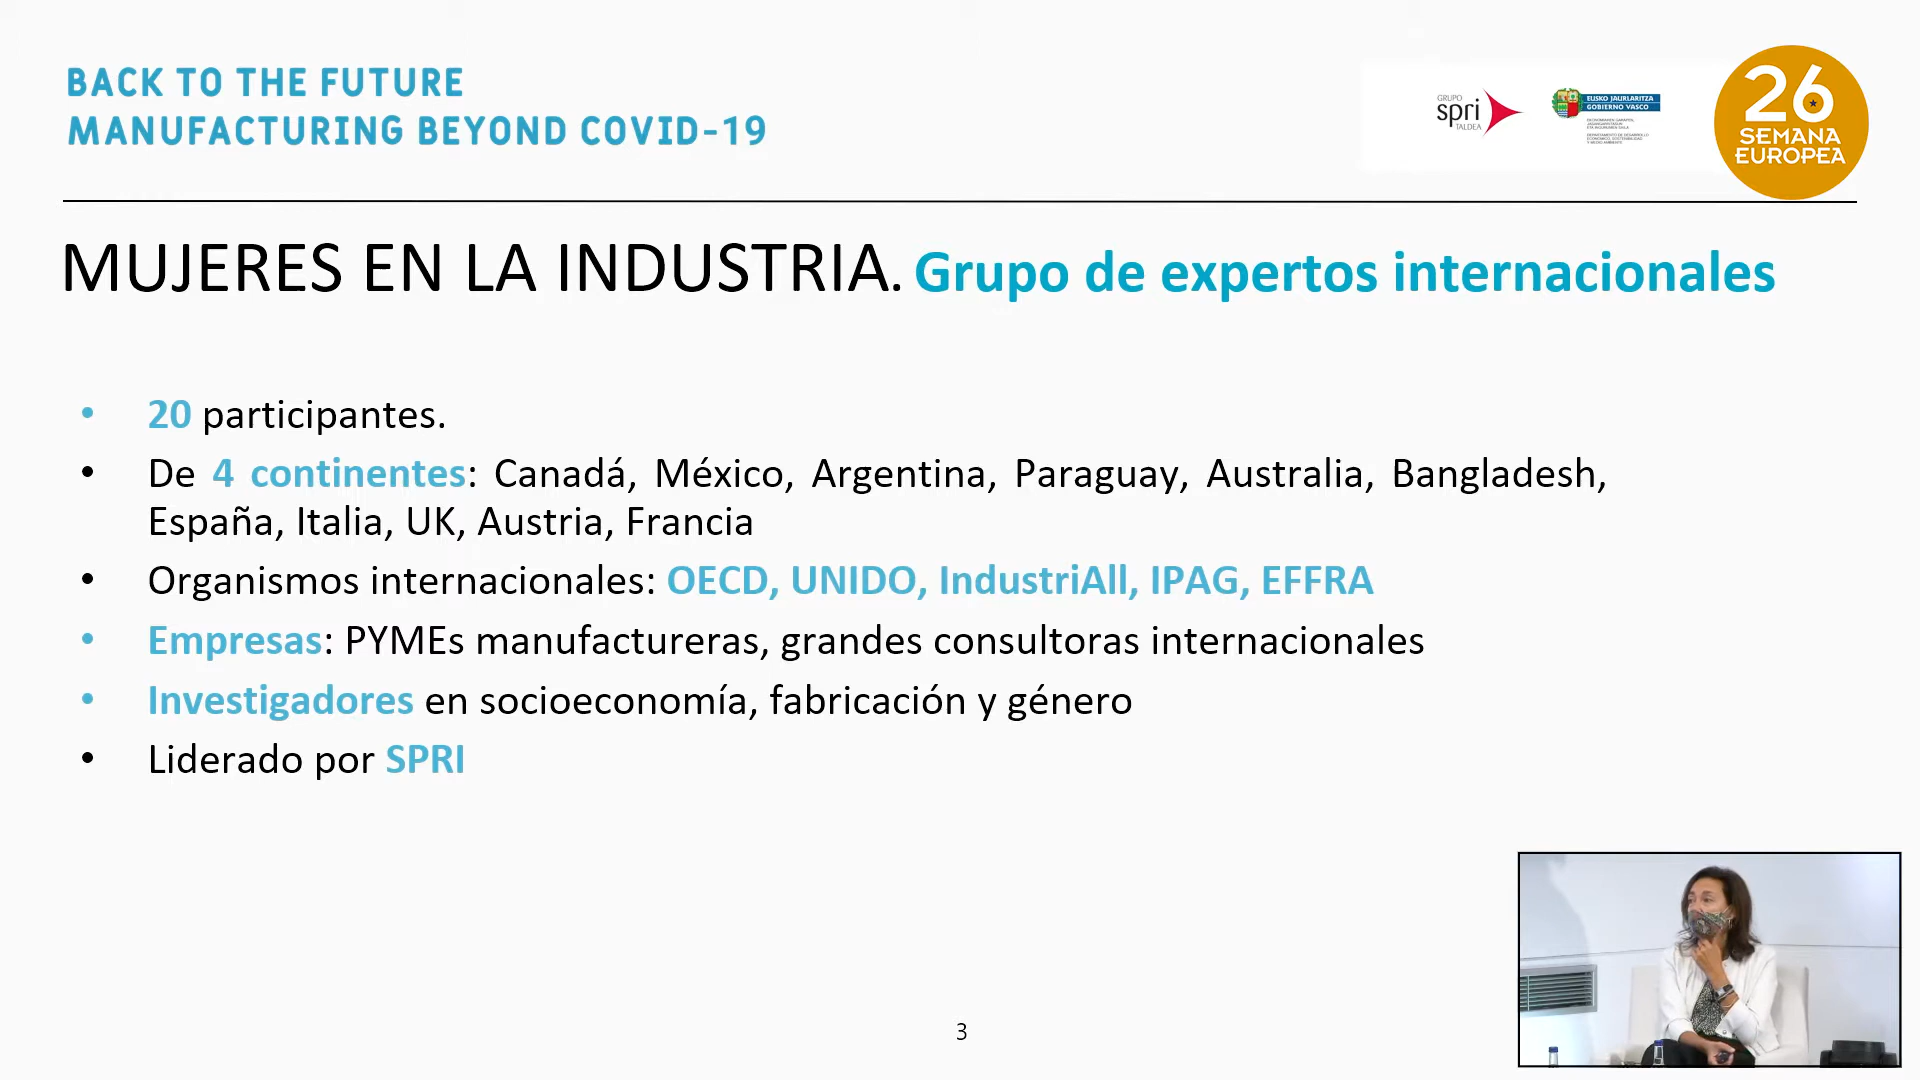 BACK TO THE FUTURE
MANUFACTURING BEYOND COVID-19
GRUPO
spri
TALDEA
EUSKO JAURLARITZA
GOBIERNO VASCO
26
SEMANA
EUROPEA
MUJERES EN LA INDUSTRIA. Grupo de expertos internacionales
• 20 participantes.
• De 4 continentes: Canadá, México, Argentina, Paraguay, Australia, Bangladesh,
España, Italia, UK, Austria, Francia
• Organismos internacionales: OECD, UNIDO, IndustriAll, IPAG, EFFRA
• Empresas: PYMEs manufactureras, grandes consultoras internacionales
• Investigadores en socioeconomía, fabricación y género
• Liderado por SPRI
3